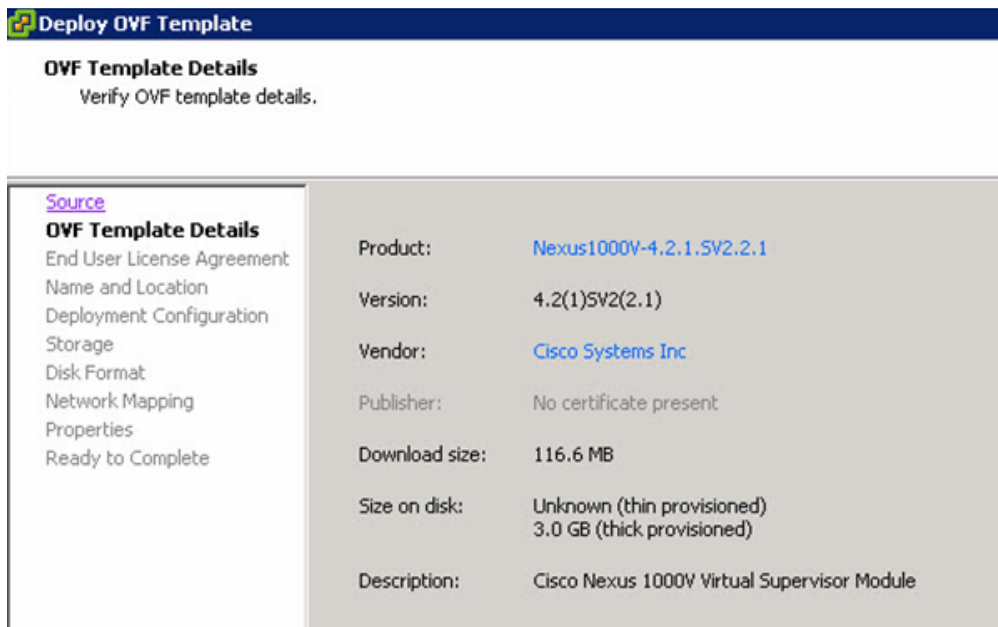 Deploy OVF Template
OVF Template Details
Verify OVF template details.
Source
OVF Template Details
End User License Agreement
Name and Location
Deployment Configuration
Storage
Disk Format
Network Mapping
Properties
Ready to Complete
Product: Nexus1000V-4.2.1.SV2.2.1
Version: 4.2(1)SV2(2.1)
Vendor: Cisco Systems Inc
Publisher: No certificate present
Download size: 116.6 MB
Size on disk: Unknown (thin provisioned)
3.0 GB (thick provisioned)
Description: Cisco Nexus 1000V Virtual Supervisor Module